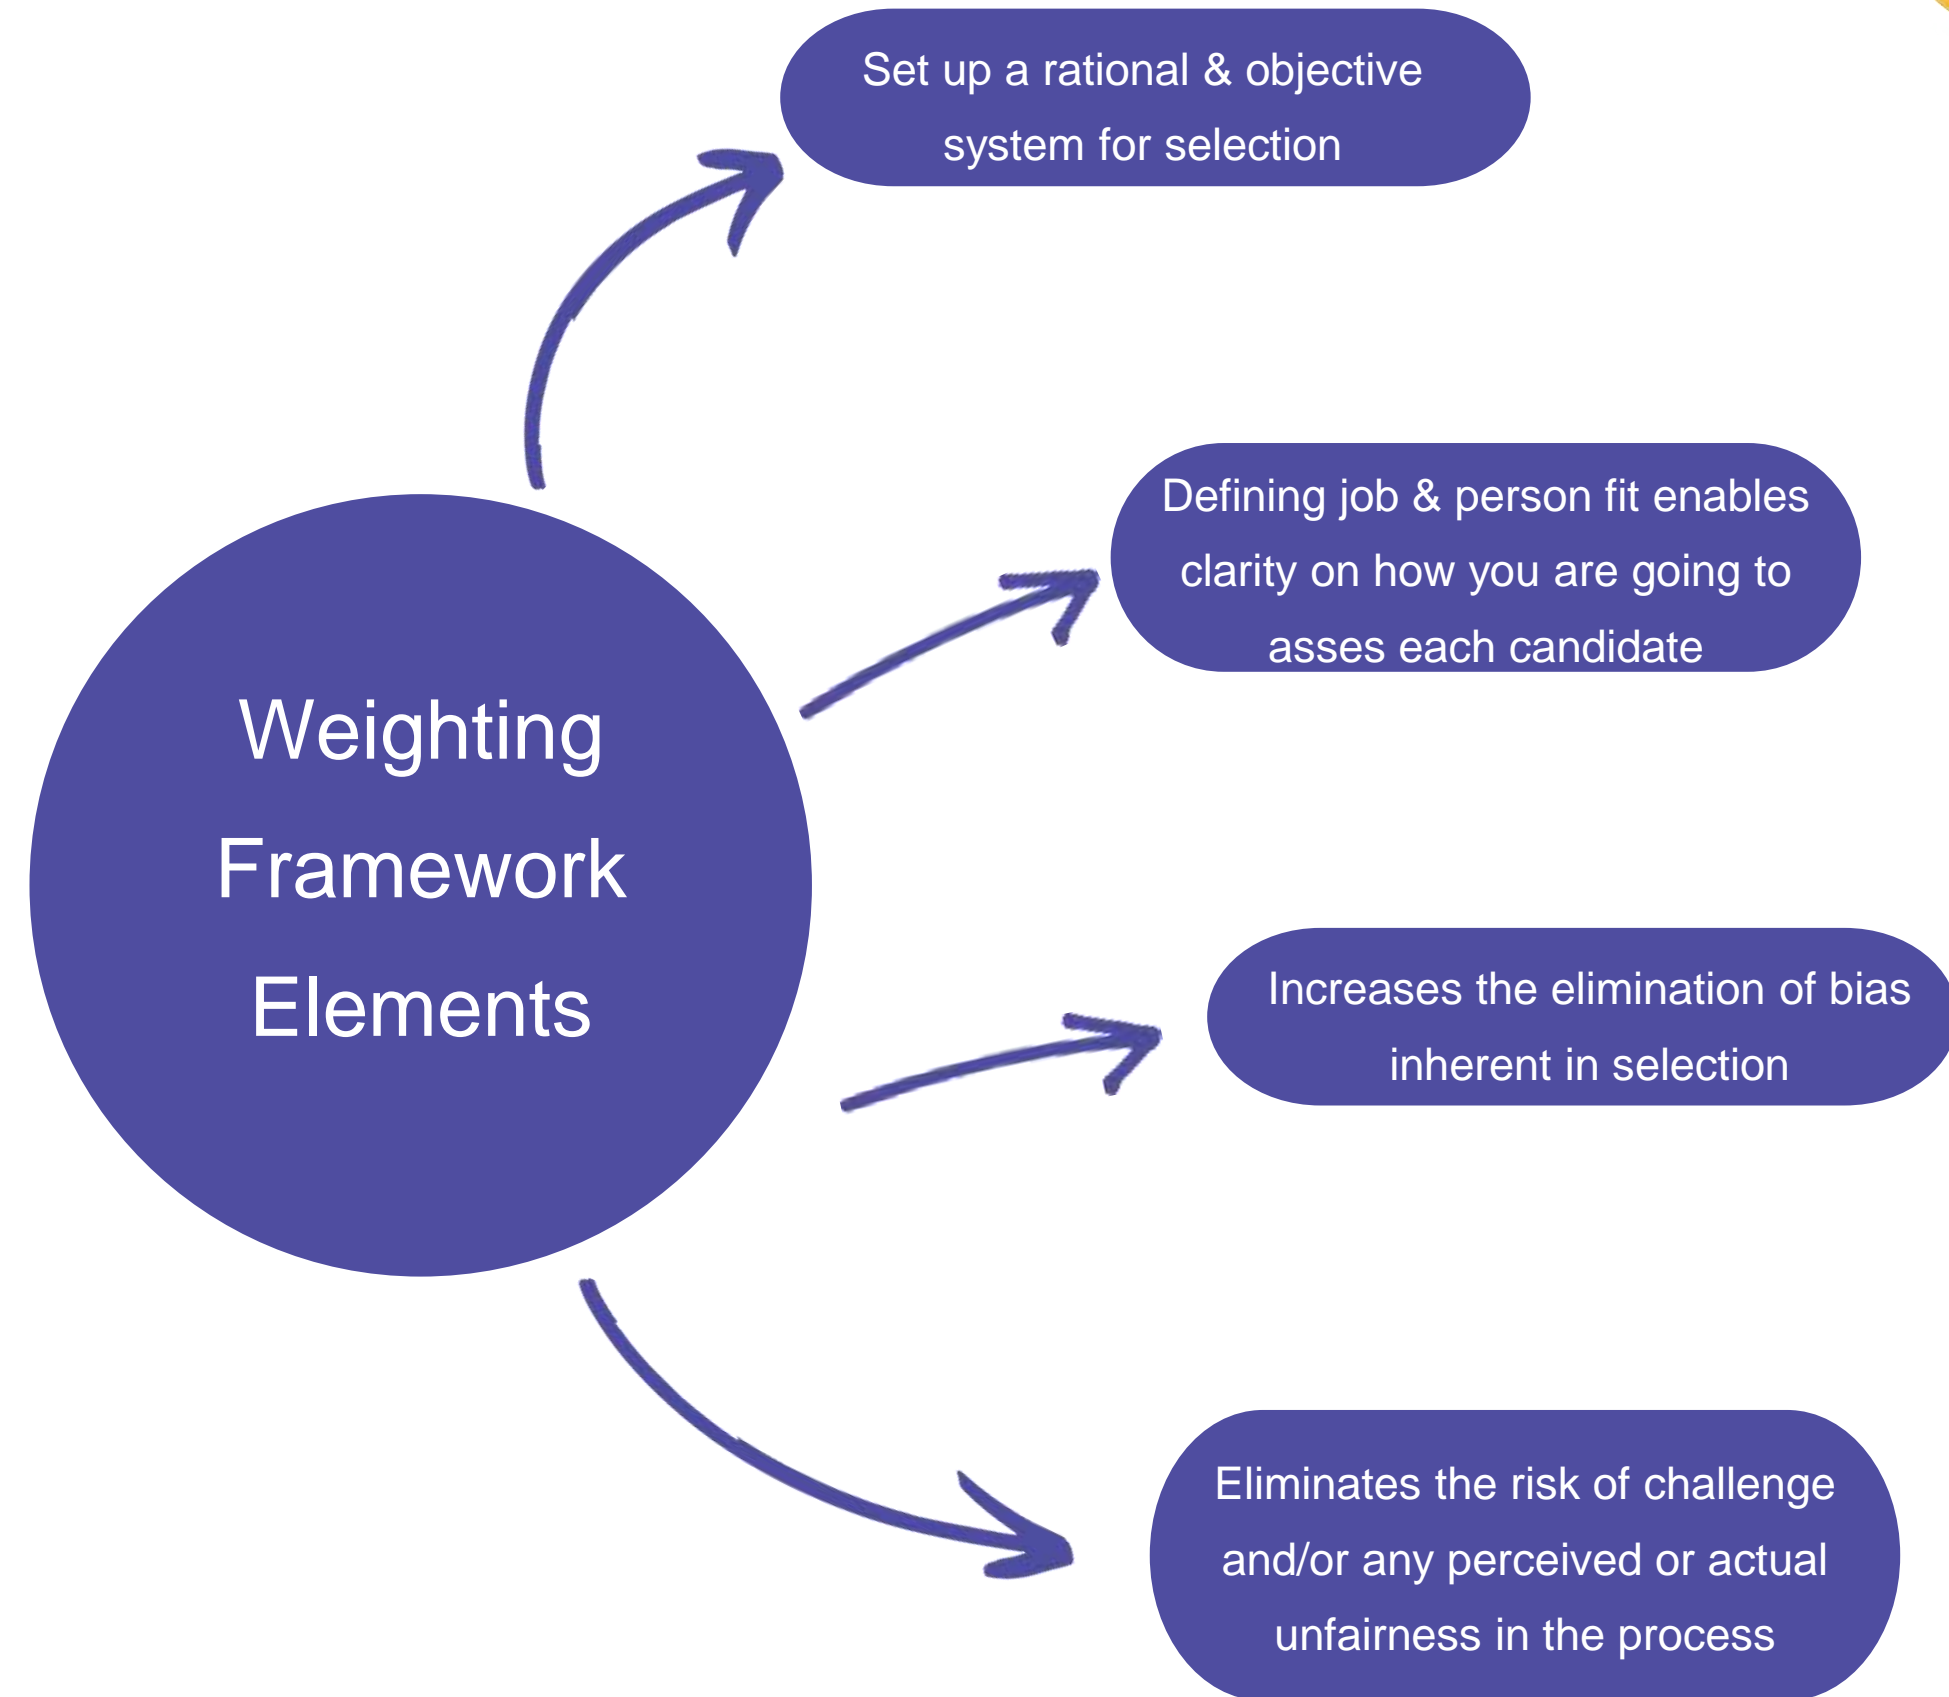 Set up a rational & objective
system for selection
Defining job & person fit enables
clarity on how you are going to
asses each candidate
Weighting
Framework
Elements
Increases the elimination of bias
inherent in selection
Eliminates the risk of challenge
and/or any perceived or actual
unfairness in the process